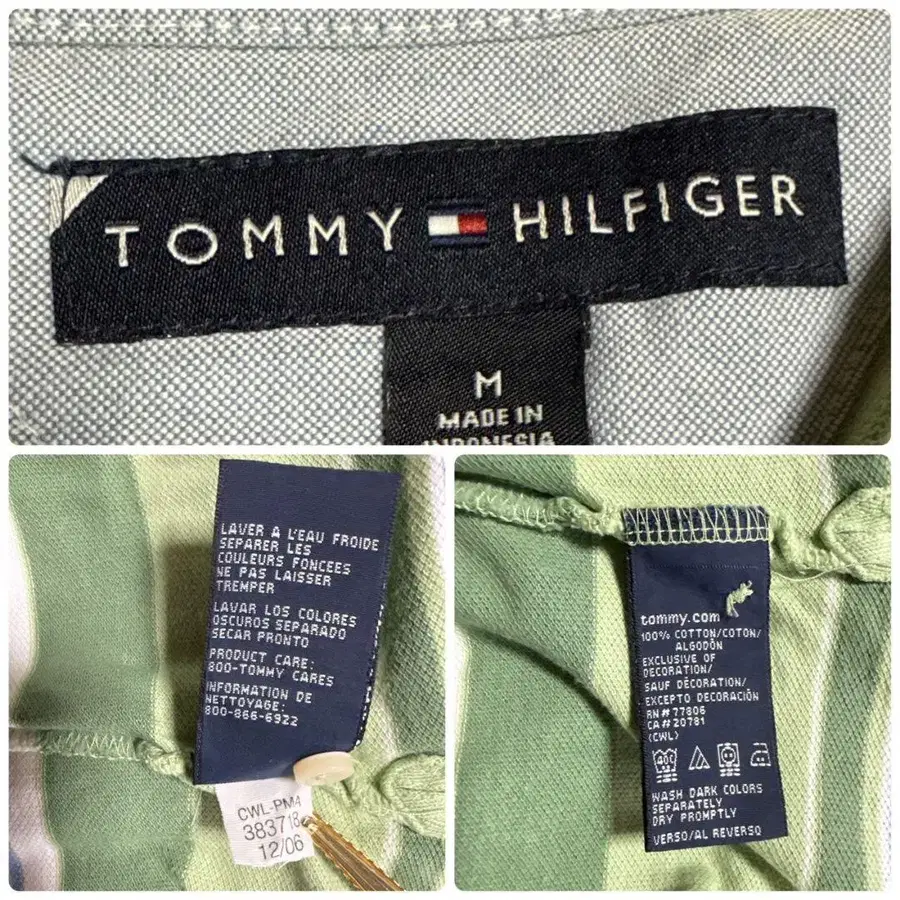 TOMMY HILFIGER
M
MADE IN
INDONESIA
LAVER À L'EAU FROIDE
SEPARER LES
COULEURS FONCEES
NE PAS LAISSER
TREMPER
LAVAR LOS COLORES
OSCUROS SEPARADO
SECAR PRONTO
PRODUCT CARE:
800-TOMMY CARES
INFORMATION DE
NETTOYAGE:
800-866-6922
CWL-PM4
383718
12/06
tommy.com
100% COTTON/COTON/
ALGODÓN
EXCLUSIVE OF
DECORATION/
SAUF DÉCORATION/
EXCEPTO DECORACIÓN
RN# 77806
CA# 20781
(CWL)
40C
WASH DARK COLORS
SEPARATELY
DRY PROMPTLY
VERSO/AL REVERSO